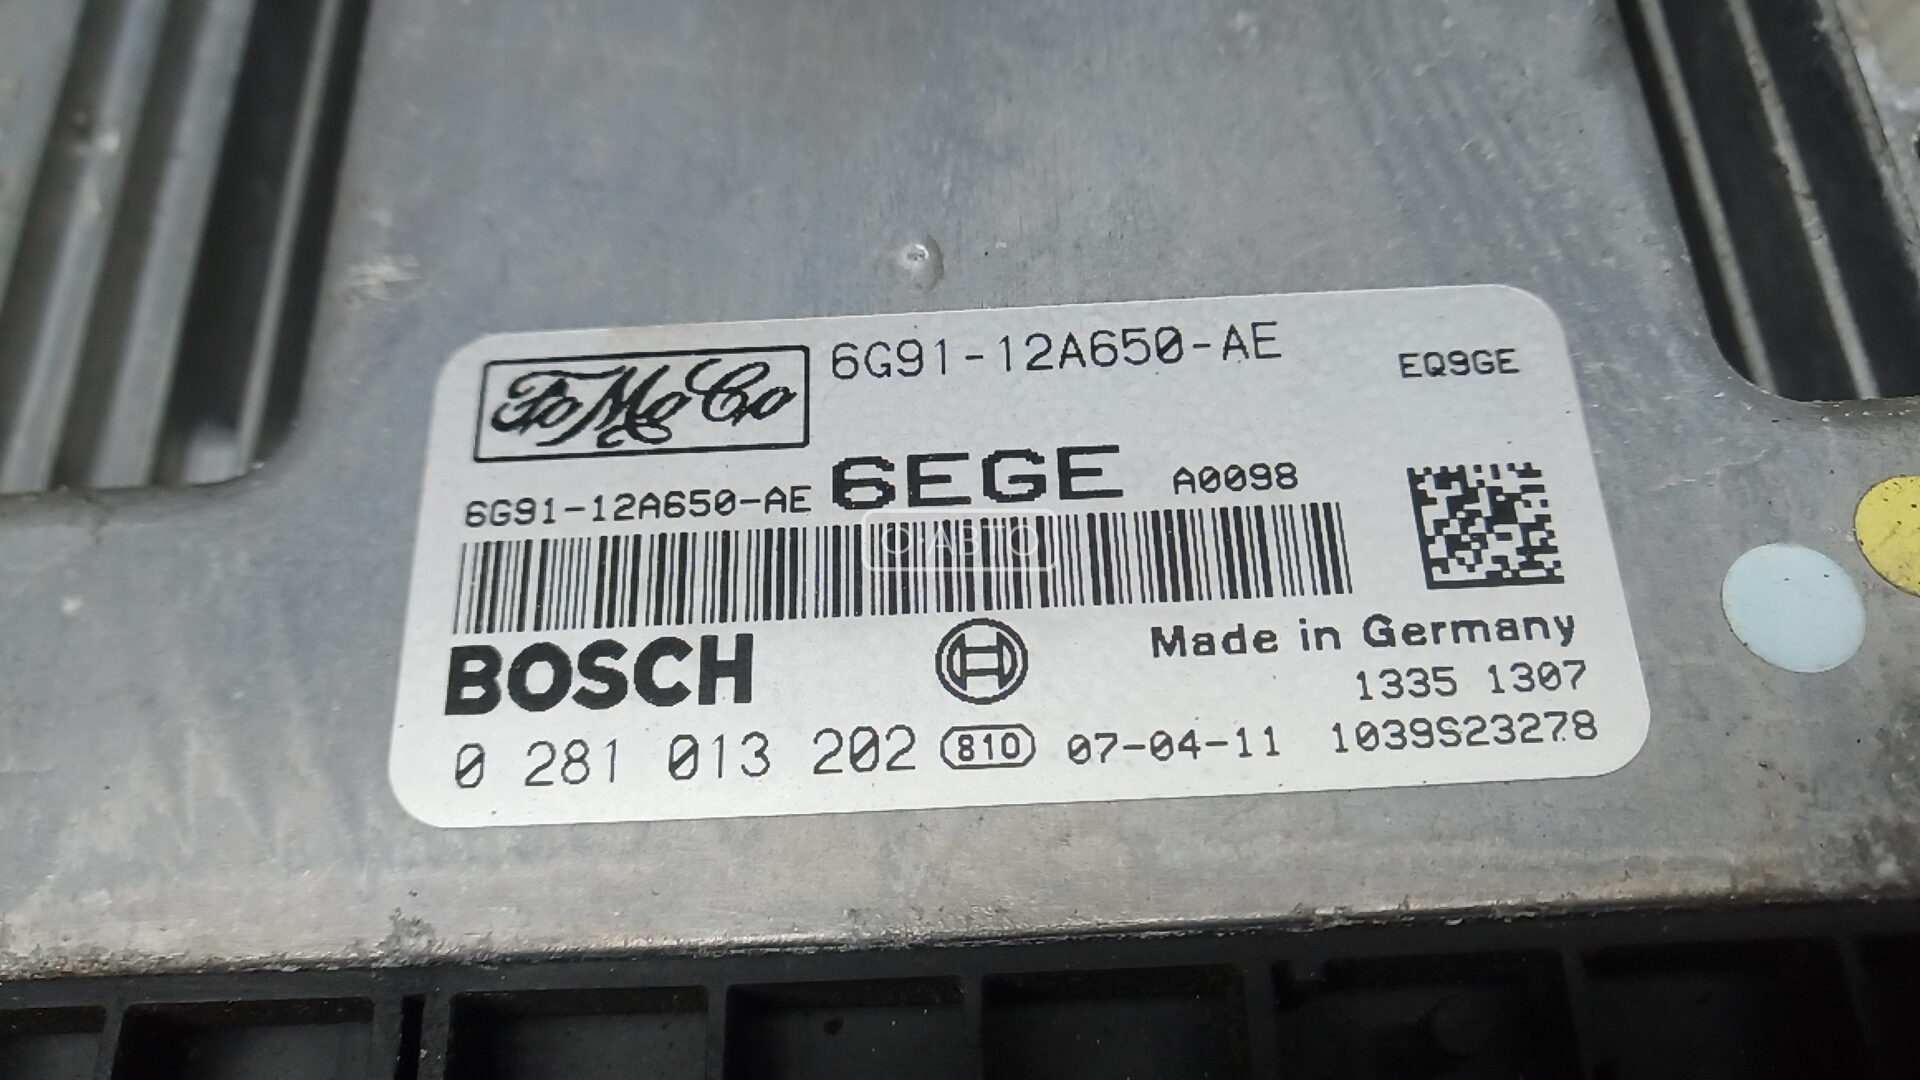 FoMoCo 6G91-12A650-AE EQ9GE
6G91-12A650-AE 6EGE A0098
О-АВТО
BOSCH Made in Germany
1335 1307
0 281 013 202 810 07-04-11 1039S23278